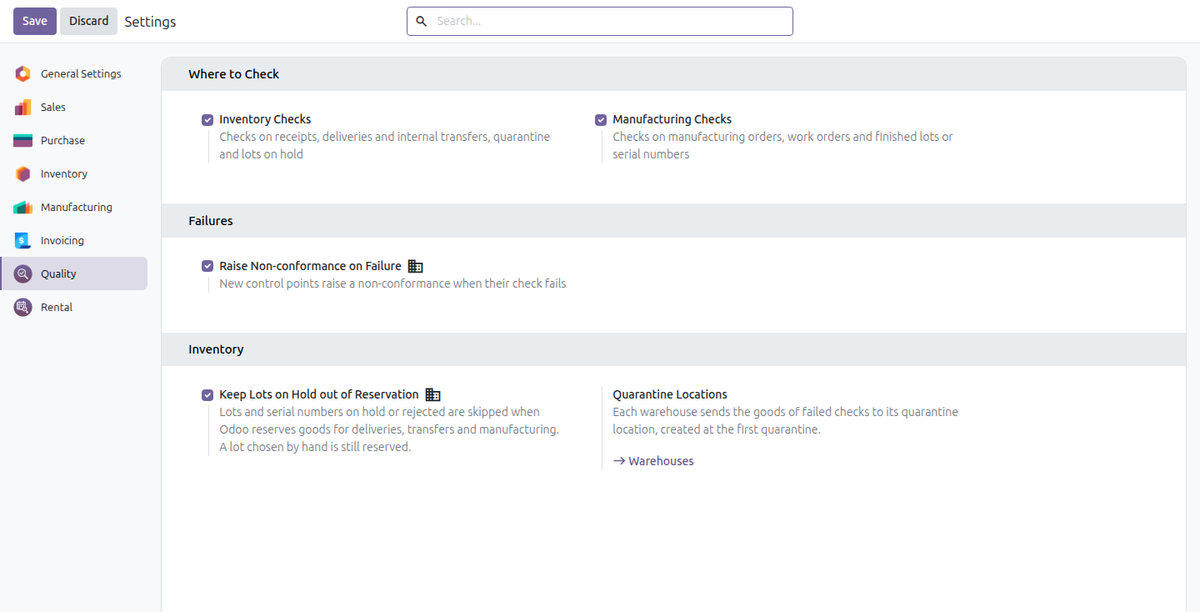 Save Discard Settings Search...
General Settings
Sales
Purchase
Inventory
Manufacturing
Invoicing
Quality
Rental
Where to Check
Inventory Checks
Checks on receipts, deliveries and internal transfers, quarantine
and lots on hold
Manufacturing Checks
Checks on manufacturing orders, work orders and finished lots or
serial numbers
Failures
Raise Non-conformance on Failure
New control points raise a non-conformance when their check fails
Inventory
Keep Lots on Hold out of Reservation
Lots and serial numbers on hold or rejected are skipped when
Odoo reserves goods for deliveries, transfers and manufacturing.
A lot chosen by hand is still reserved.
Quarantine Locations
Each warehouse sends the goods of failed checks to its quarantine
location, created at the first quarantine.
Warehouses